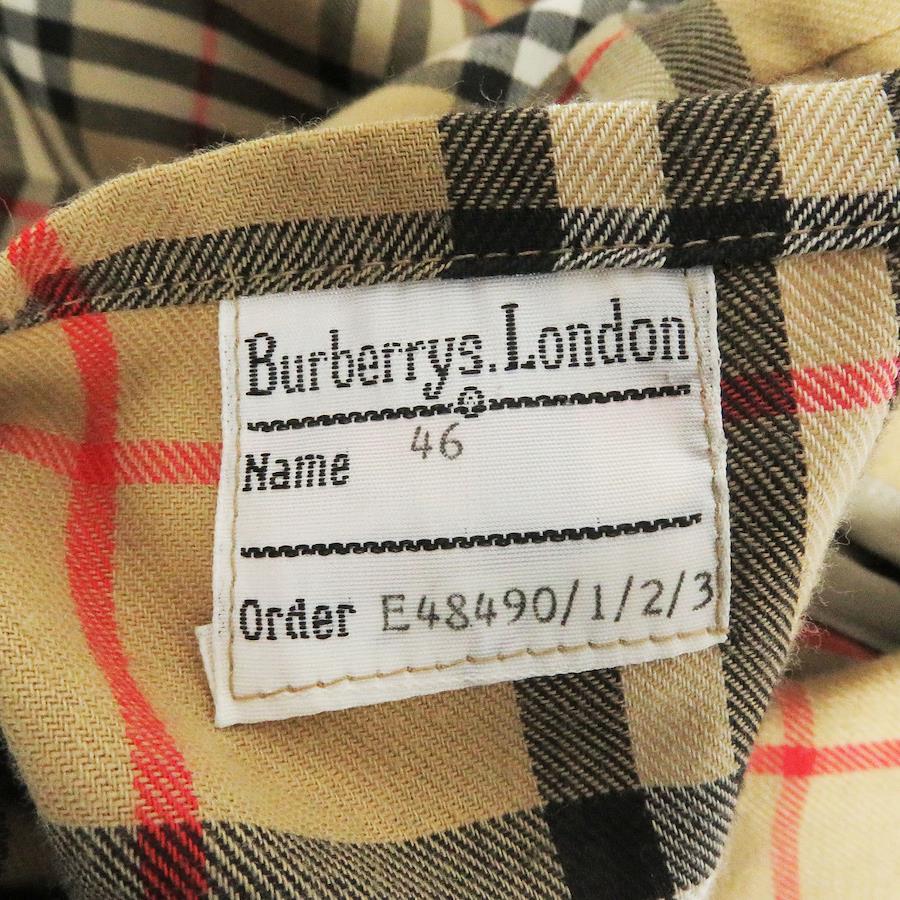 Burberrys.London
Name 46
Order E48490/1/2/3